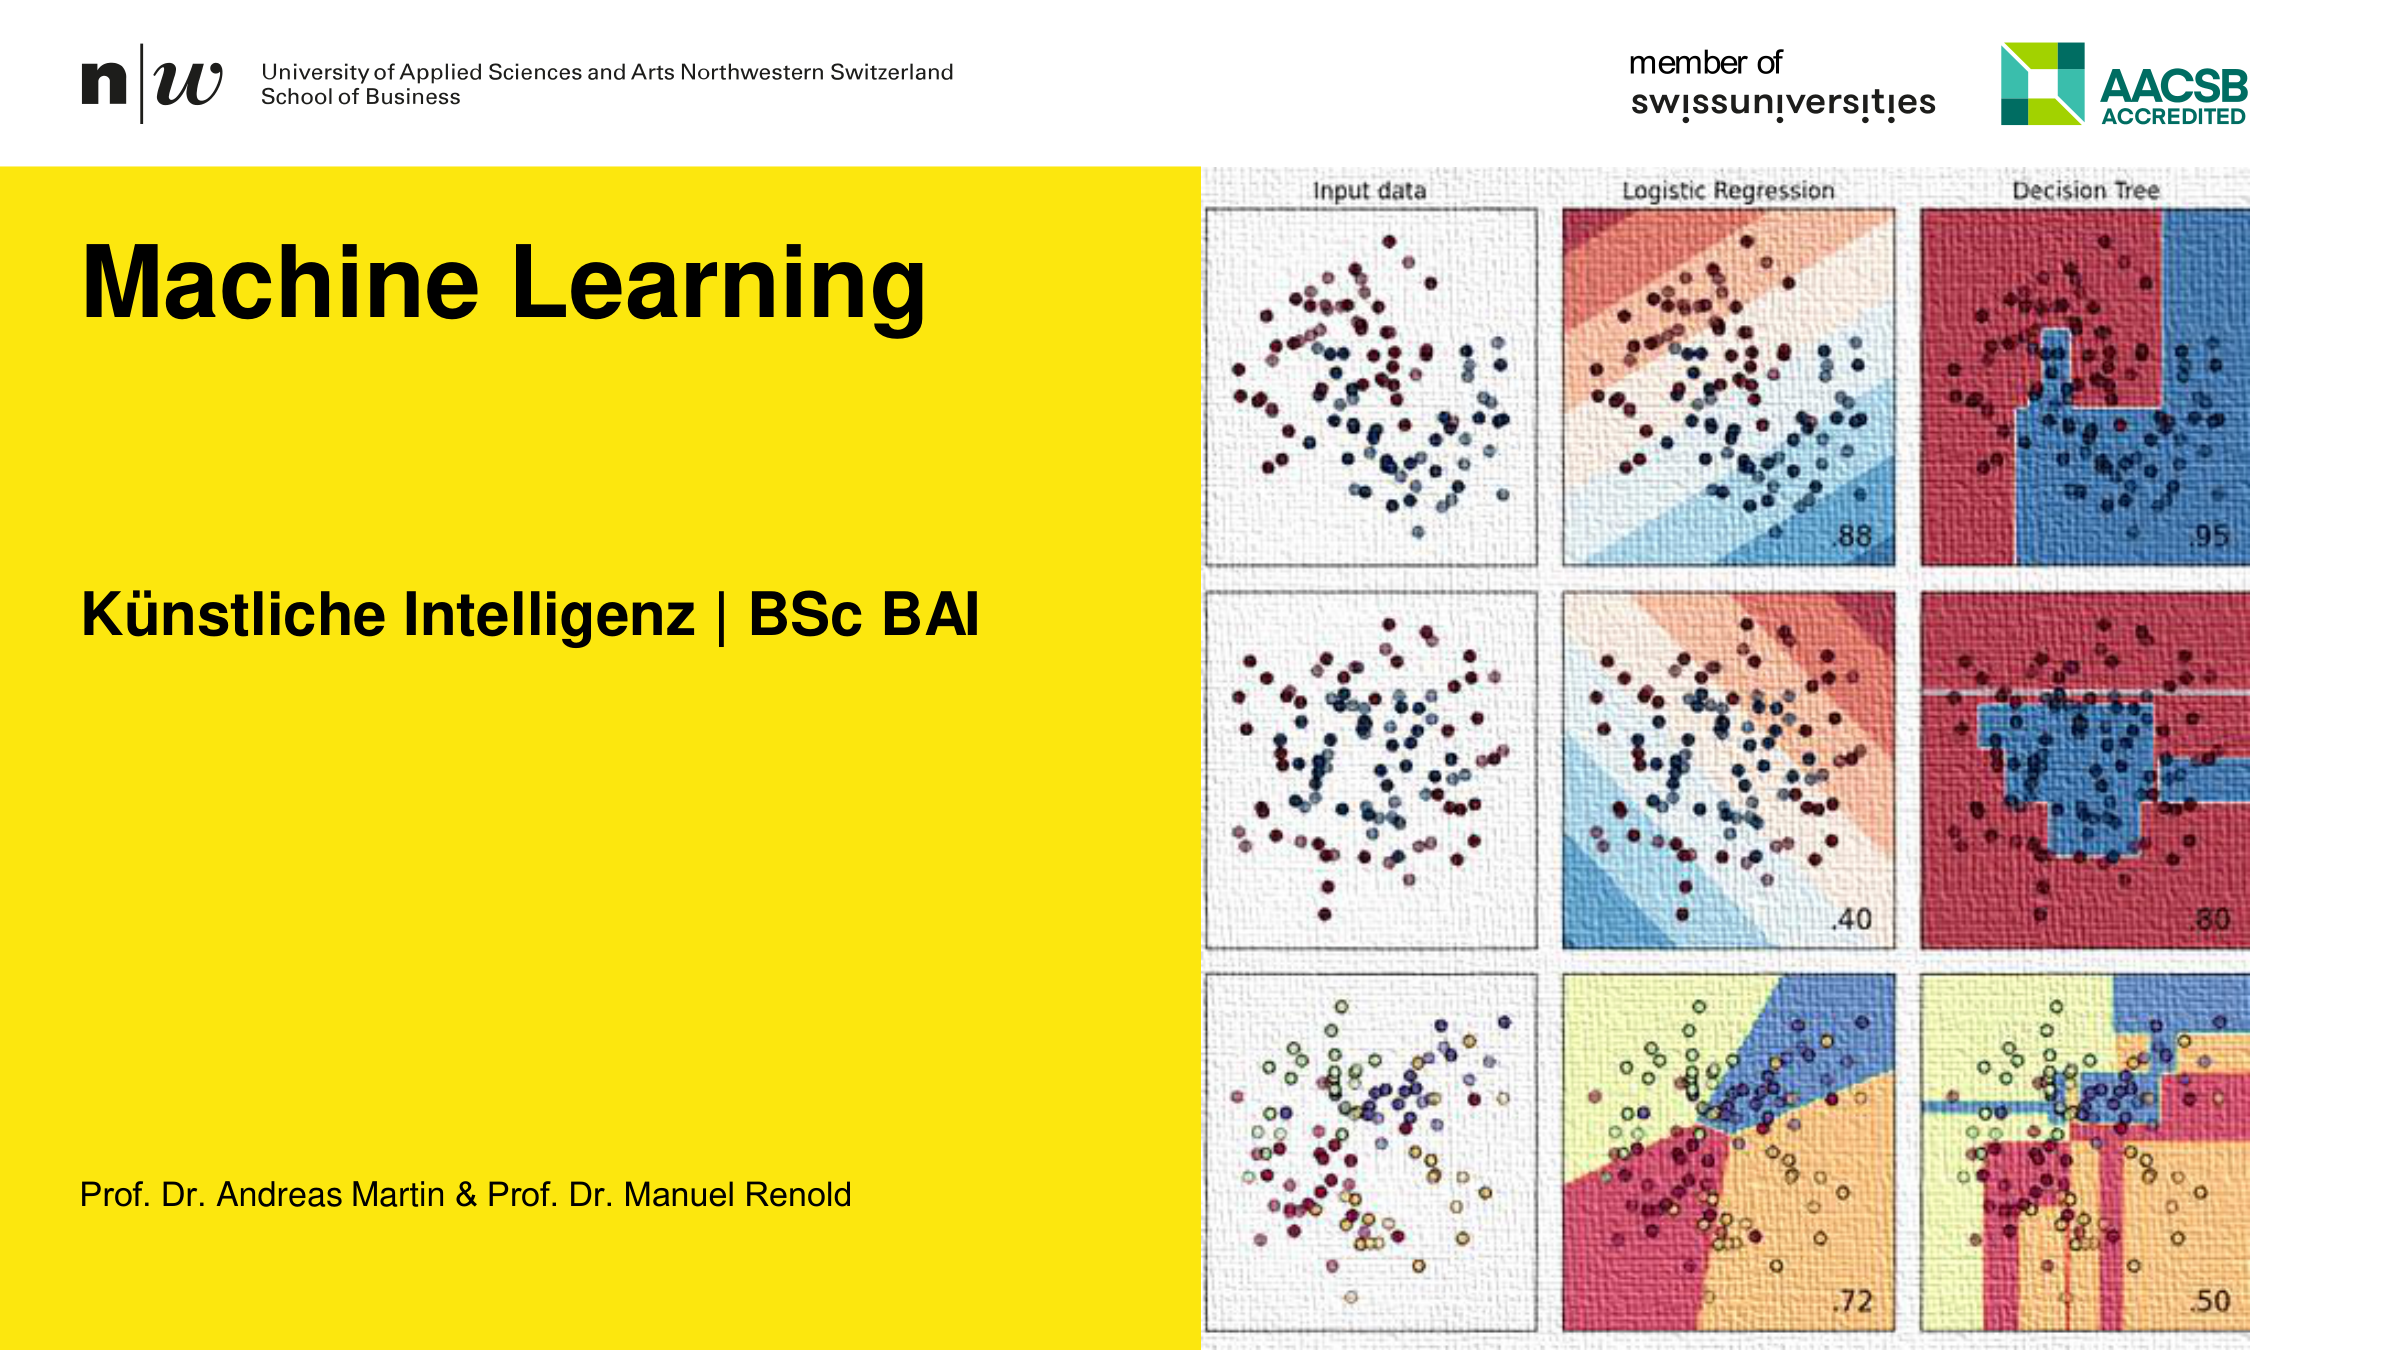 n|w
University of Applied Sciences and Arts Northwestern Switzerland
School of Business
member of
swissuniversities
AACSB
ACCREDITED
Machine Learning
Künstliche Intelligenz | BSc BAI
Prof. Dr. Andreas Martin & Prof. Dr. Manuel Renold
Input data
Logistic Regression
Decision Tree
.88
.95
.40
.80
.72
.50